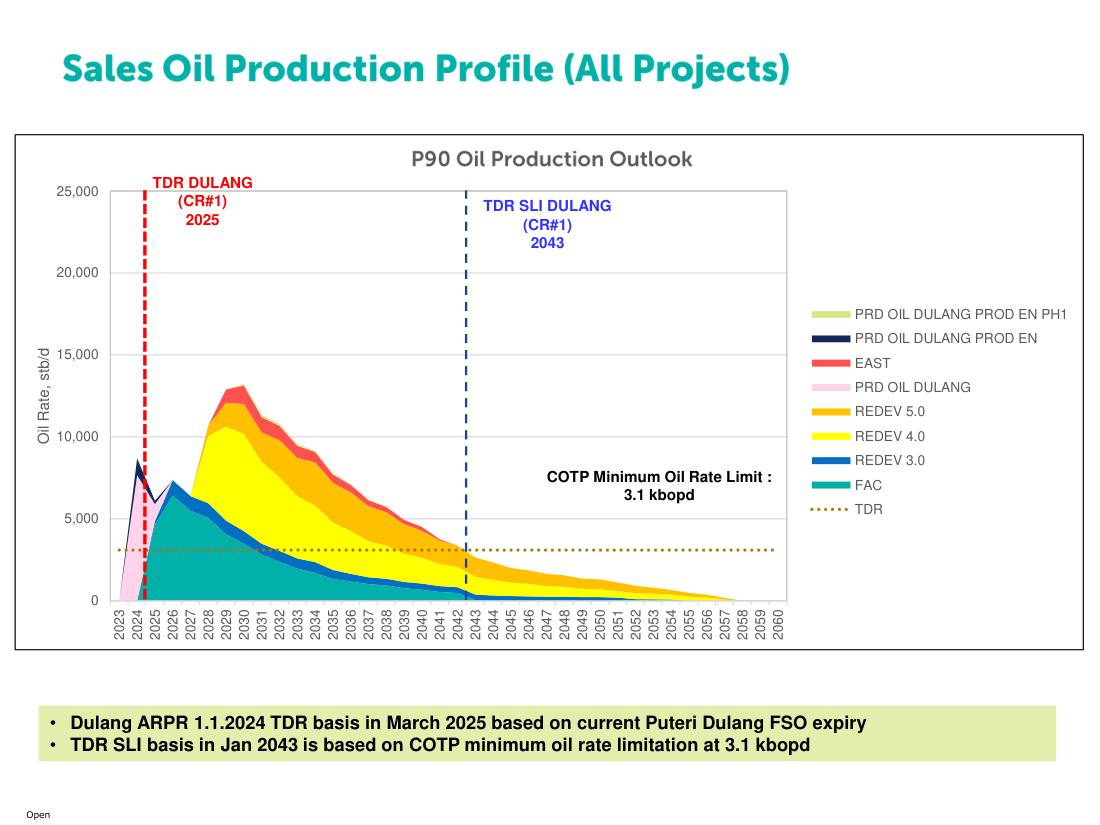 Sales Oil Production Profile (All Projects)
P90 Oil Production Outlook
TDR DULANG
(CR#1)
2025
TDR SLI DULANG
(CR#1)
2043
COTP Minimum Oil Rate Limit :
3.1 kbopd
Oil Rate, stb/d
25,000
20,000
15,000
10,000
5,000
0
2023
2024
2025
2026
2027
2028
2029
2030
2031
2032
2033
2034
2035
2036
2037
2038
2039
2040
2041
2042
2043
2044
2045
2046
2047
2048
2049
2050
2051
2052
2053
2054
2055
2056
2057
2058
2059
2060
PRD OIL DULANG PROD EN PH1
PRD OIL DULANG PROD EN
EAST
PRD OIL DULANG
REDEV 5.0
REDEV 4.0
REDEV 3.0
FAC
TDR
• Dulang ARPR 1.1.2024 TDR basis in March 2025 based on current Puteri Dulang FSO expiry
• TDR SLI basis in Jan 2043 is based on COTP minimum oil rate limitation at 3.1 kbopd
Open